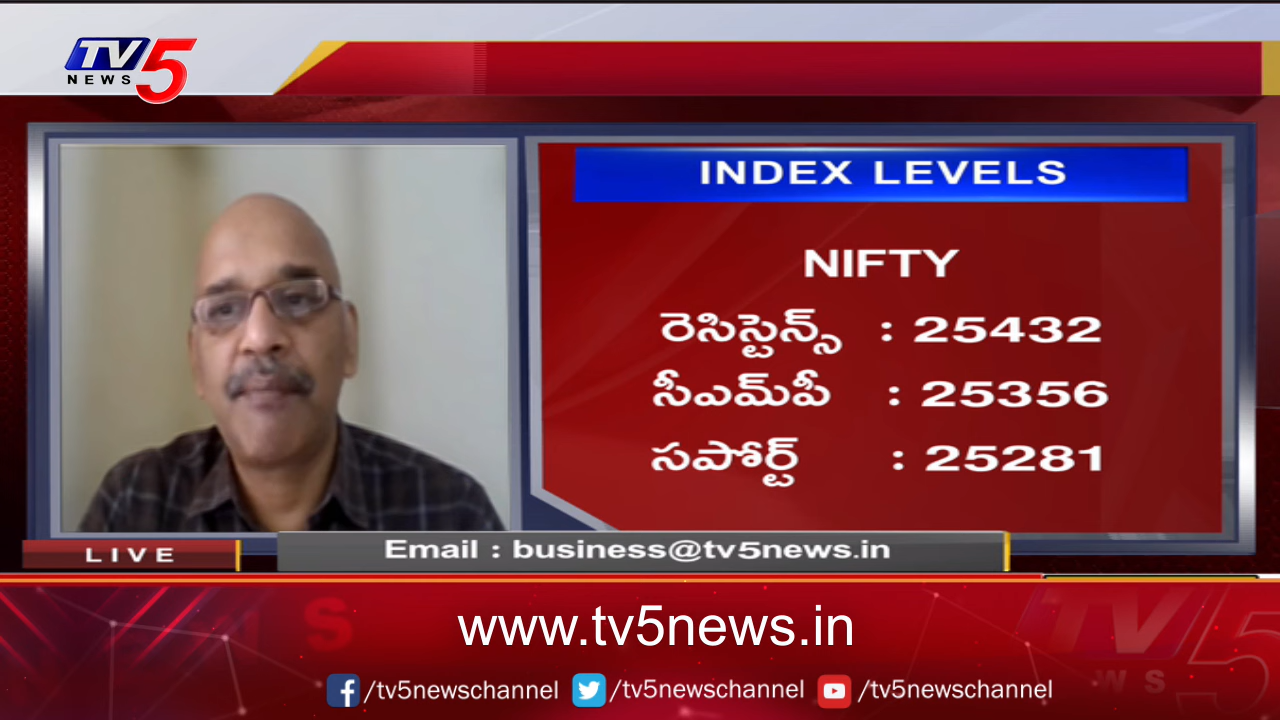 TV5
NEWS
INDEX LEVELS
NIFTY
రెసిస్టెన్స్ : 25432
సీఎమ్‌పీ : 25356
సపోర్ట్ : 25281
LIVE
Email : business@tv5news.in
www.tv5news.in
/tv5newschannel /tv5newschannel /tv5newschannel